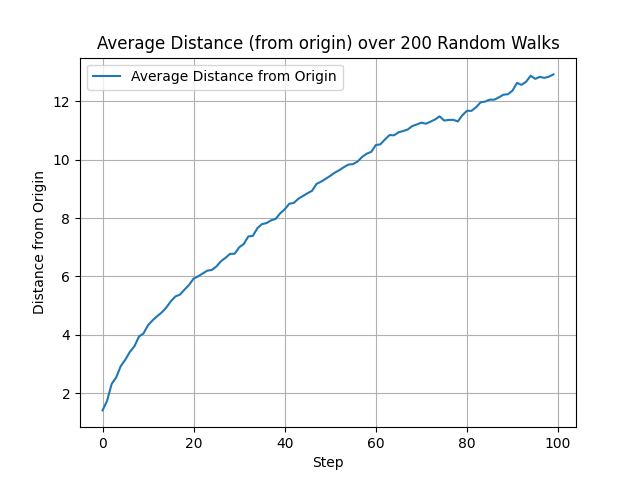 Average Distance (from origin) over 200 Random Walks
Average Distance from Origin
Distance from Origin
12
10
8
6
4
2
0 20 40 60 80 100
Step